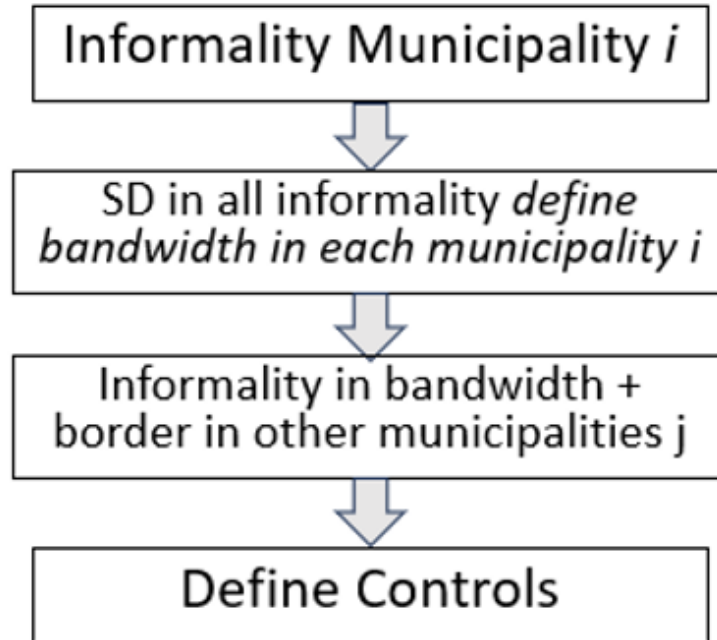 Informality Municipality i
SD in all informality define
bandwidth in each municipality i
Informality in bandwidth +
border in other municipalities j
Define Controls